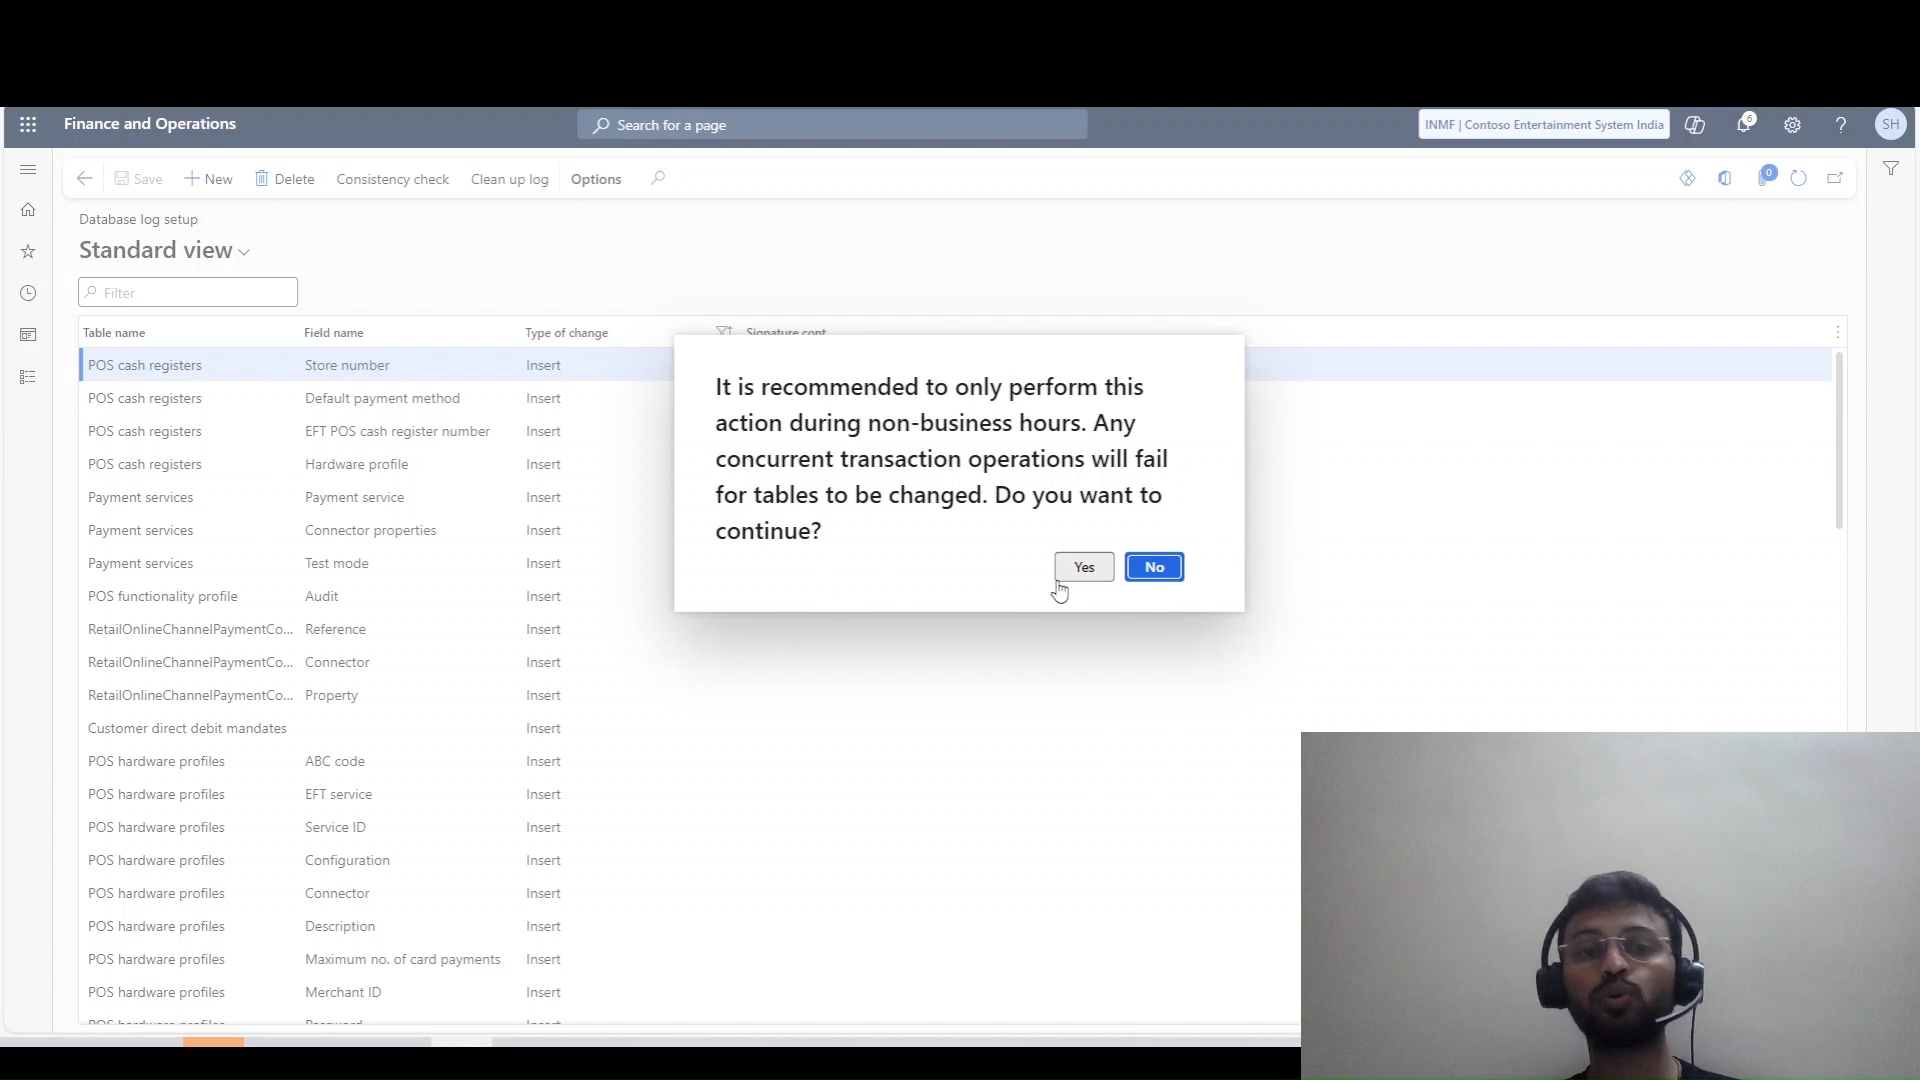 Finance and Operations
Search for a page
INMF | Contoso Entertainment System India
6
?
SH
Save
New
Delete
Consistency check
Clean up log
Options
0
Database log setup
Standard view
Filter
Table name Field name Type of change Signature cont
POS cash registers Store number Insert
POS cash registers Default payment method Insert
POS cash registers EFT POS cash register number Insert
POS cash registers Hardware profile Insert
Payment services Payment service Insert
Payment services Connector properties Insert
Payment services Test mode Insert
POS functionality profile Audit Insert
RetailOnlineChannelPaymentCo... Reference Insert
RetailOnlineChannelPaymentCo... Connector Insert
RetailOnlineChannelPaymentCo... Property Insert
Customer direct debit mandates Insert
POS hardware profiles ABC code Insert
POS hardware profiles EFT service Insert
POS hardware profiles Service ID Insert
POS hardware profiles Configuration Insert
POS hardware profiles Connector Insert
POS hardware profiles Description Insert
POS hardware profiles Maximum no. of card payments Insert
POS hardware profiles Merchant ID Insert
POS hardware profiles Password Insert
It is recommended to only perform this
action during non-business hours. Any
concurrent transaction operations will fail
for tables to be changed. Do you want to
continue?
Yes
No